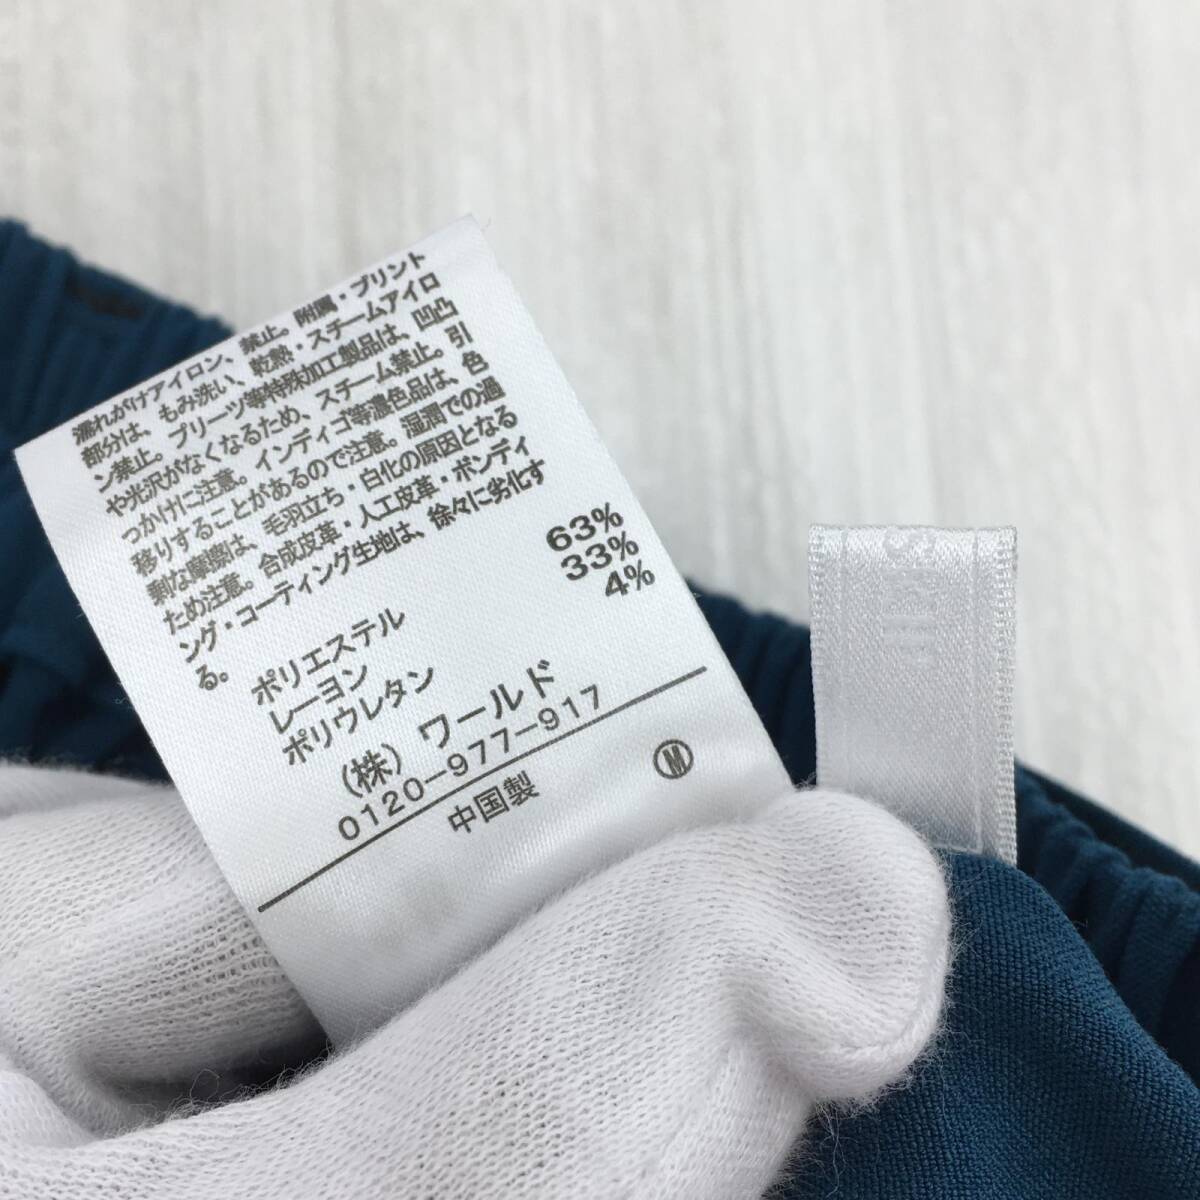 濡れがけアイロン、禁止。附属・プリント
部分は、もみ洗い、乾熱・スチームアイロ
ン禁止。プリーツ等特殊加工製品は、凹凸
や光沢がなくなるため、スチーム禁止。引
っかけに注意。インディゴ等濃色品は、色
移りすることがあるので注意。湿潤での過
剰な摩擦は、毛羽立ち・白化の原因となる
ため注意。合成皮革・人工皮革・ボンディ
ング・コーティング生地は、徐々に劣化す
る。
ポリエステル 63%
レーヨン 33%
ポリウレタン 4%
(株) ワールド
0120-977-917
中国製 Ⓜ